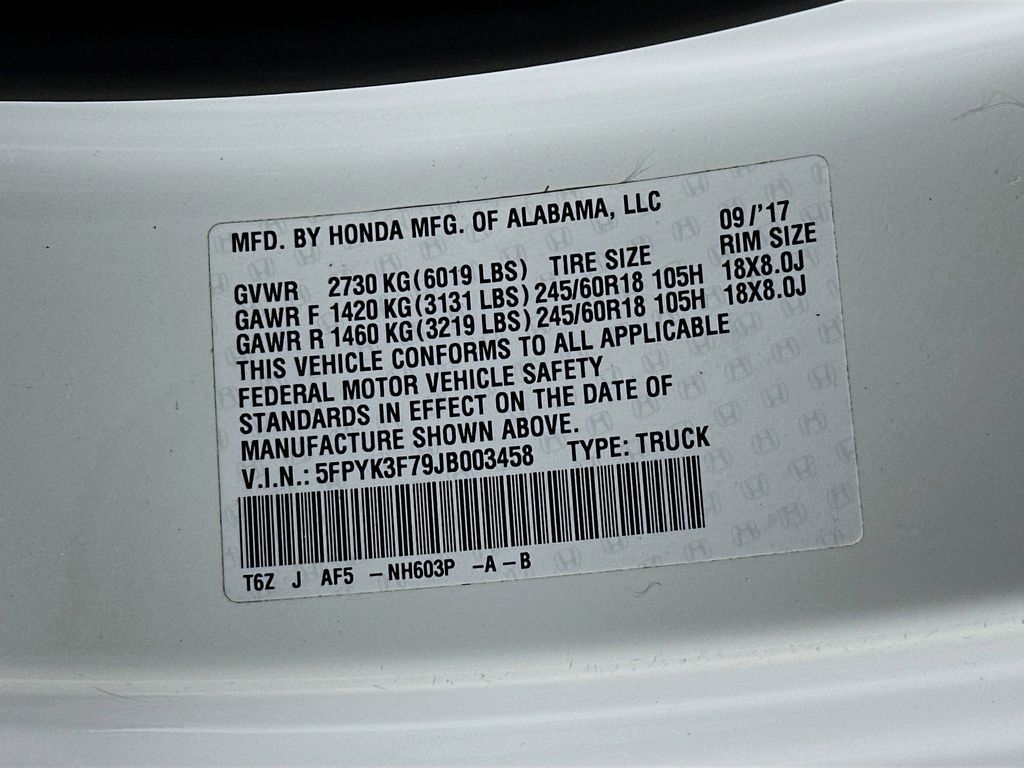 MFD. BY HONDA MFG. OF ALABAMA, LLC 09/'17
GVWR 2730 KG(6019 LBS) TIRE SIZE RIM SIZE
GAWR F 1420 KG(3131 LBS) 245/60R18 105H 18X8.0J
GAWR R 1460 KG(3219 LBS) 245/60R18 105H 18X8.0J
THIS VEHICLE CONFORMS TO ALL APPLICABLE
FEDERAL MOTOR VEHICLE SAFETY
STANDARDS IN EFFECT ON THE DATE OF
MANUFACTURE SHOWN ABOVE.
V.I.N.: 5FPYK3F79JB003458 TYPE: TRUCK
T6Z J AF5 -NH603P -A-B